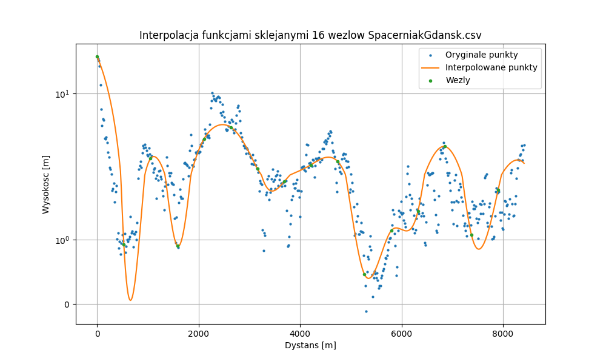 Interpolacja funkcjami sklejanymi 16 wezlow SpacerniakGdansk.csv
Oryginale punkty
Interpolowane punkty
Wezly
Wysokosc [m]
10¹
10⁰
0
0
2000
4000
6000
8000
Dystans [m]